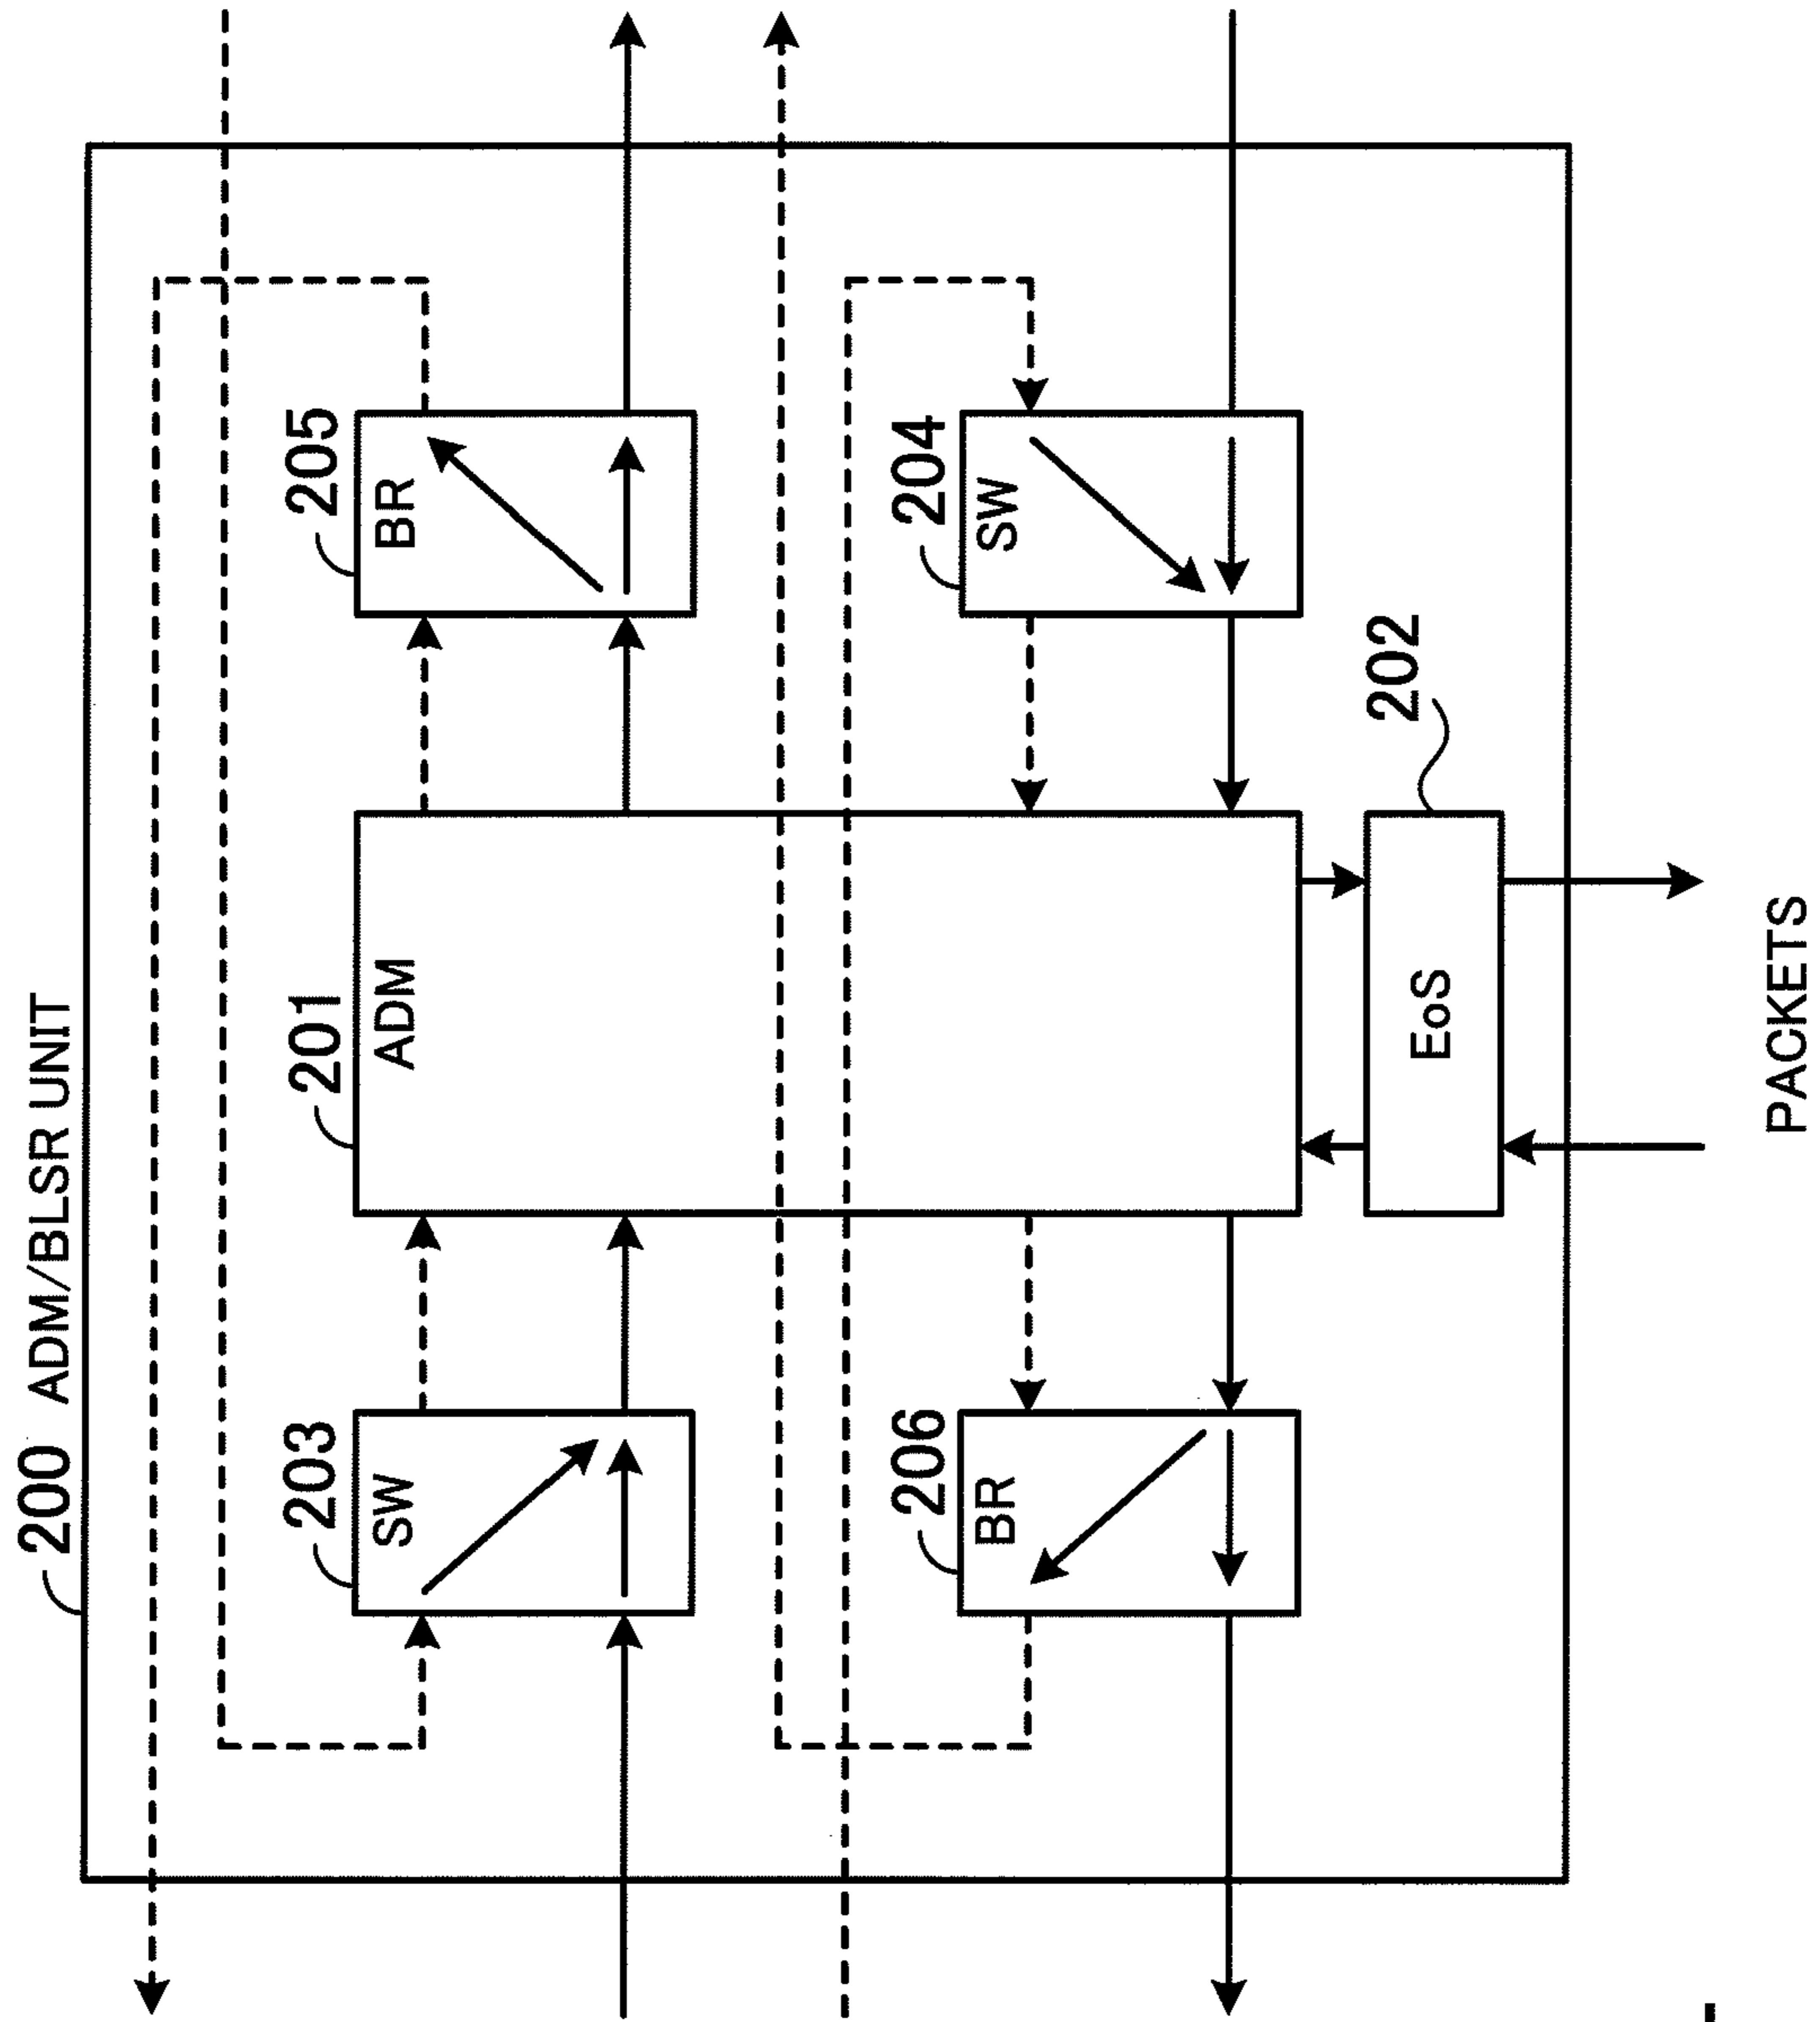 200 ADM/BLSR UNIT
203
SW
201
ADM
205
BR
206
BR
204
SW
202
EoS
PACKETS